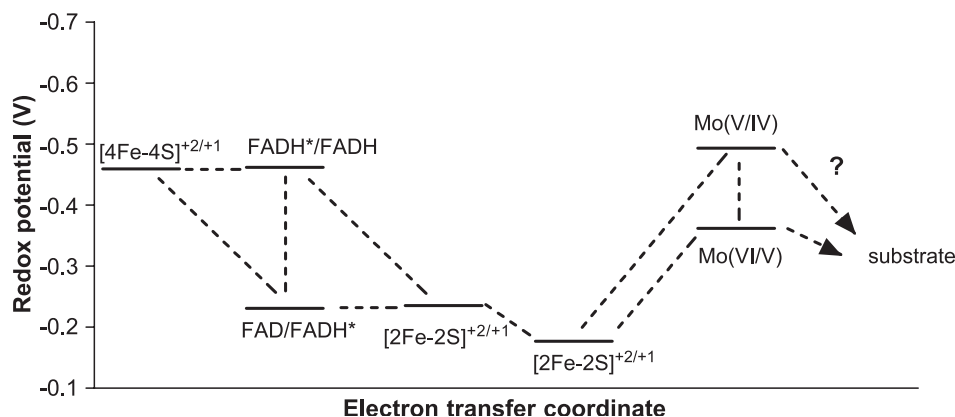 -0.7
-0.6
-0.5
-0.4
-0.3
-0.2
-0.1
Redox potential (V)
[4Fe-4S]+2/+1
FADH*/FADH
FAD/FADH*
[2Fe-2S]+2/+1
[2Fe-2S]+2/+1
Mo(V/IV)
?
Mo(VI/V)
substrate
Electron transfer coordinate